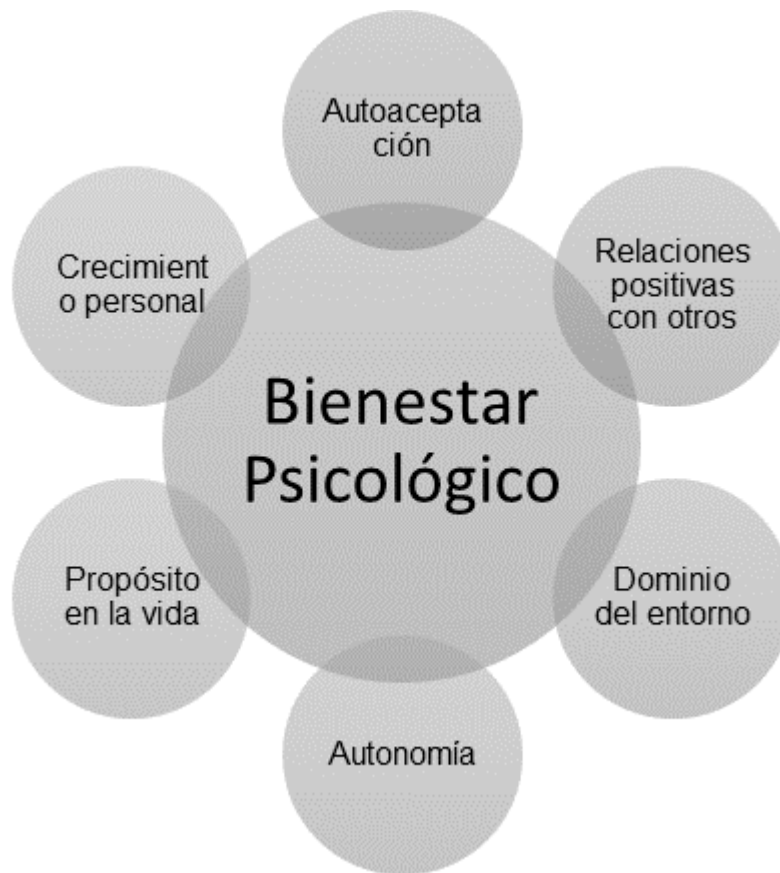 Autoacepta
ción
Relaciones
positivas
con otros
Crecimient
o personal
Bienestar
Psicológico
Dominio
del entorno
Propósito
en la vida
Autonomía